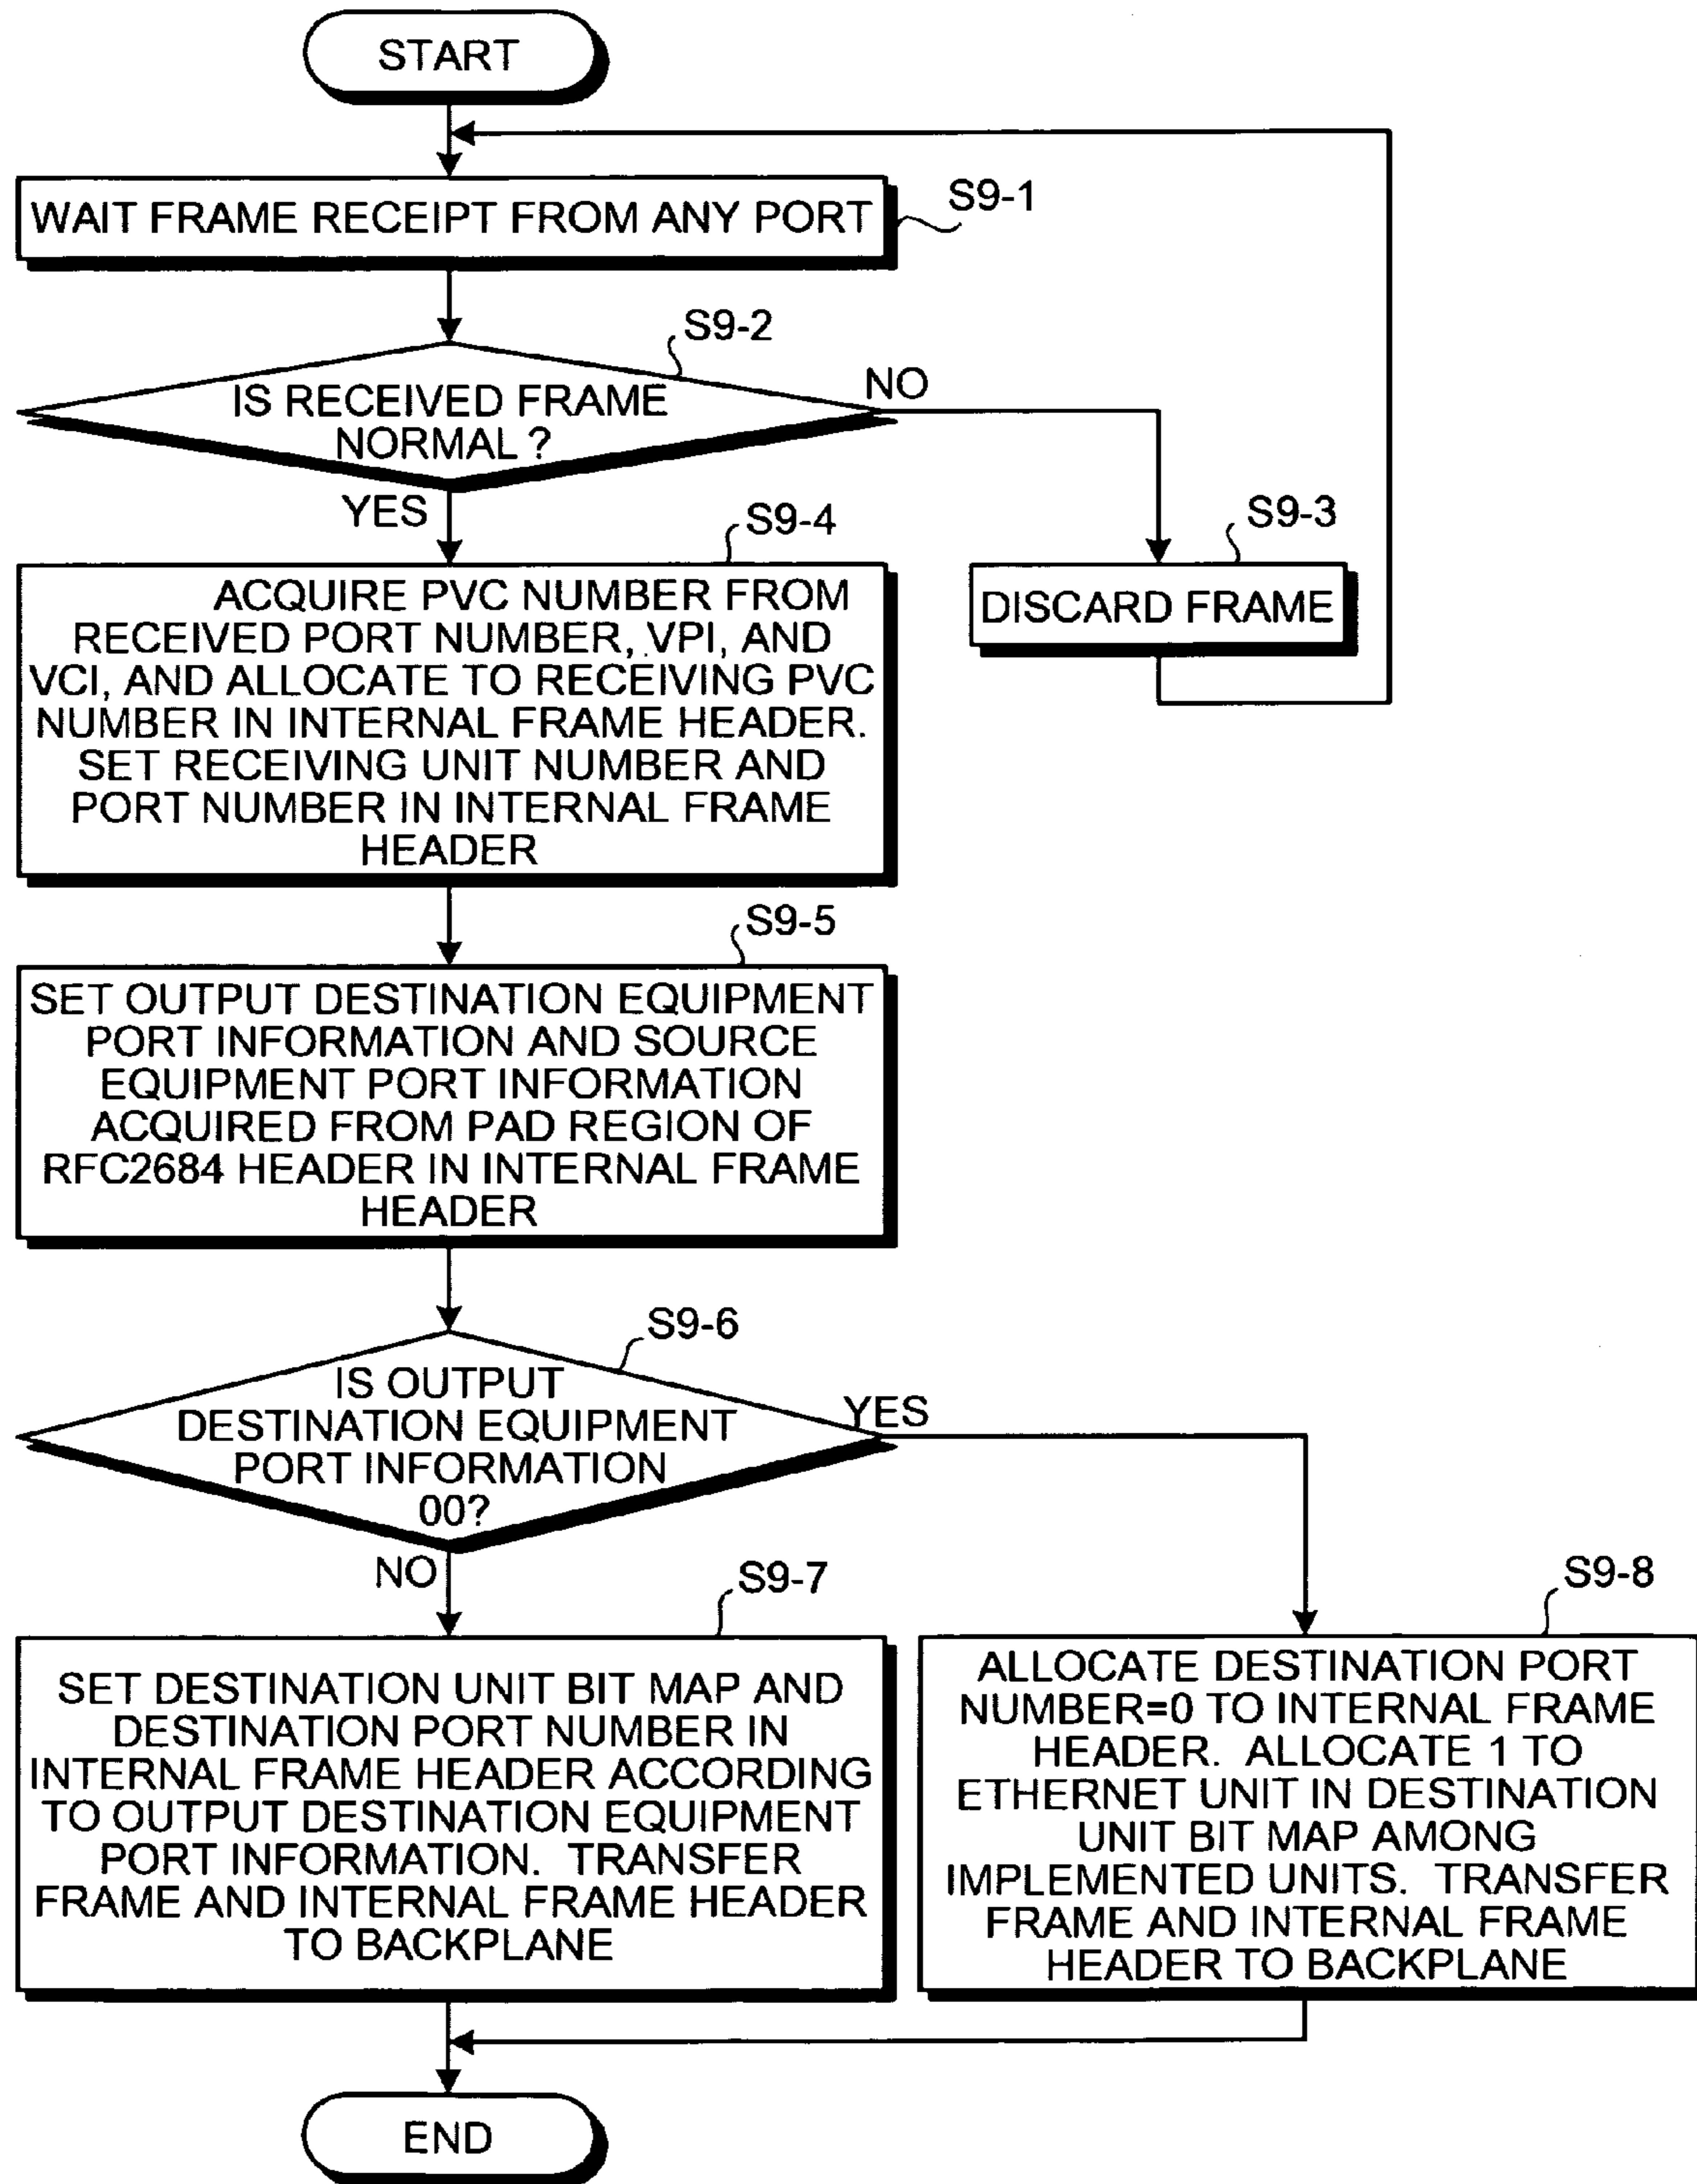 START
WAIT FRAME RECEIPT FROM ANY PORT
S9-1
S9-2
IS RECEIVED FRAME
NORMAL ?
NO
YES
S9-4
S9-3
ACQUIRE PVC NUMBER FROM
RECEIVED PORT NUMBER, VPI, AND
VCI, AND ALLOCATE TO RECEIVING PVC
NUMBER IN INTERNAL FRAME HEADER.
SET RECEIVING UNIT NUMBER AND
PORT NUMBER IN INTERNAL FRAME
HEADER
DISCARD FRAME
S9-5
SET OUTPUT DESTINATION EQUIPMENT
PORT INFORMATION AND SOURCE
EQUIPMENT PORT INFORMATION
ACQUIRED FROM PAD REGION OF
RFC2684 HEADER IN INTERNAL FRAME
HEADER
S9-6
IS OUTPUT
DESTINATION EQUIPMENT
PORT INFORMATION
00?
YES
NO
S9-7
S9-8
SET DESTINATION UNIT BIT MAP AND
DESTINATION PORT NUMBER IN
INTERNAL FRAME HEADER ACCORDING
TO OUTPUT DESTINATION EQUIPMENT
PORT INFORMATION. TRANSFER
FRAME AND INTERNAL FRAME HEADER
TO BACKPLANE
ALLOCATE DESTINATION PORT
NUMBER=0 TO INTERNAL FRAME
HEADER. ALLOCATE 1 TO
ETHERNET UNIT IN DESTINATION
UNIT BIT MAP AMONG
IMPLEMENTED UNITS. TRANSFER
FRAME AND INTERNAL FRAME
HEADER TO BACKPLANE
END